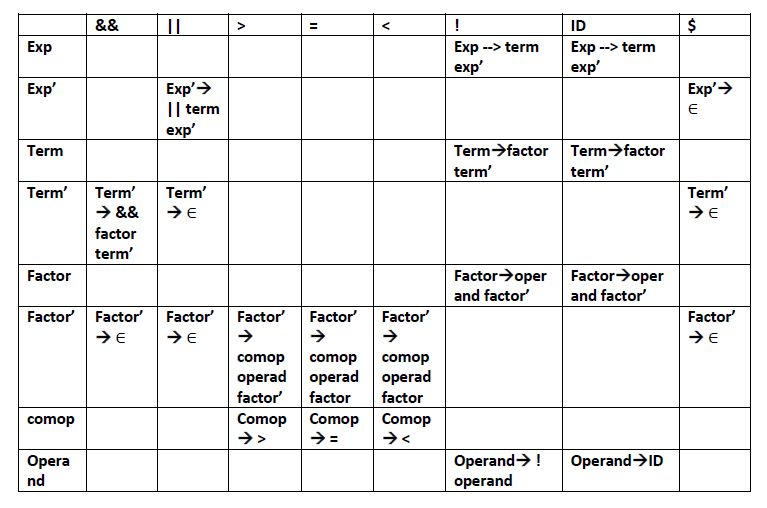 && || > = < ! ID $
Exp Exp --> term Exp --> term
exp’ exp’
Exp’ Exp’→ Exp’→
|| term ∈
exp’
Term Term→factor Term→factor
term’ term’
Term’ Term’ Term’ Term’
→ && → ∈ → ∈
factor
term’
Factor Factor→oper Factor→oper
and factor’ and factor’
Factor’ Factor’ Factor’ Factor’ Factor’ Factor’ Factor’
→ ∈ → ∈ → → → → ∈
comop comop comop
operad operad operad
factor’ factor factor
comop Comop Comop Comop
→ > → = → <
Opera Operand→ ! Operand→ID
nd operand